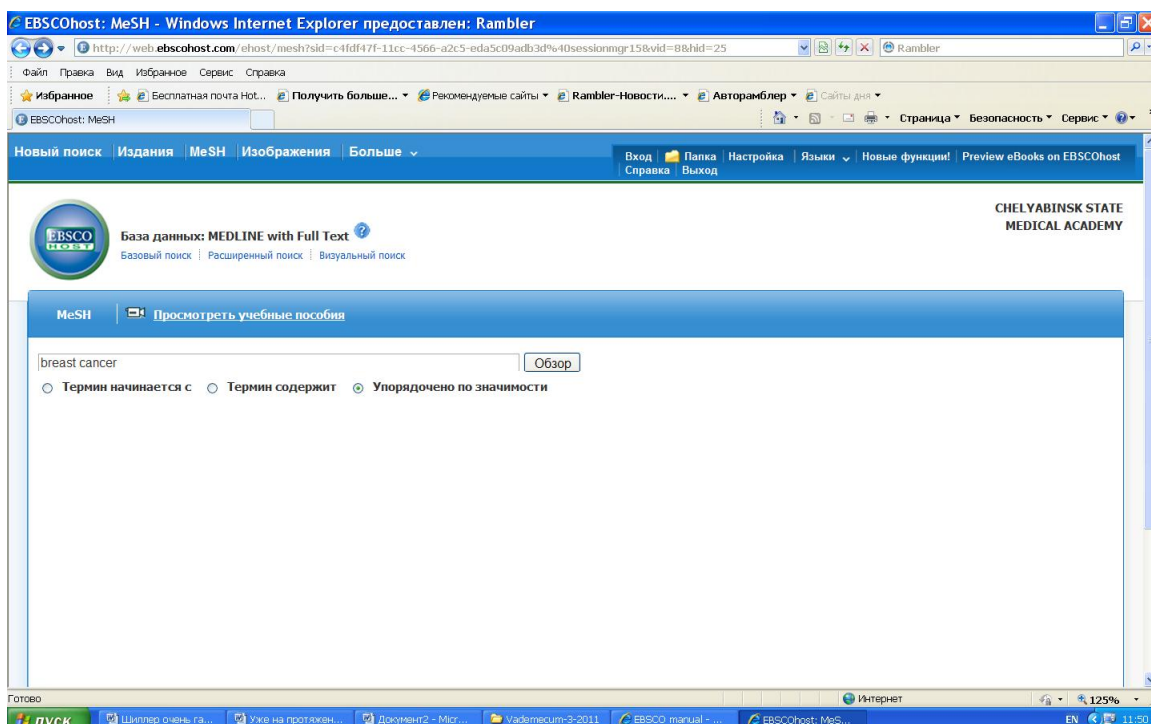 EBSCOhost: MeSH - Windows Internet Explorer предоставлен: Rambler
http://web.ebscohost.com/ehost/mesh?sid=c4fdf47f-11cc-4566-a2c5-eda5c09adb3d%40sessionmgr15&vid=8&hid=25 Rambler
Файл Правка Вид Избранное Сервис Справка
Избранное Бесплатная почта Hot... Получить больше... Рекомендуемые сайты Rambler-Новости.... Авторамблер Сайты дня
EBSCOhost: MeSH Страница Безопасность Сервис
Новый поиск Издания MeSH Изображения Больше
Вход Папка Настройка Языки Новые функции! Preview eBooks on EBSCOhost
Справка Выход
CHELYABINSK STATE
MEDICAL ACADEMY
EBSCO
HOST
База данных: MEDLINE with Full Text
Базовый поиск Расширенный поиск Визуальный поиск
MeSH Просмотреть учебные пособия
breast cancer Обзор
Термин начинается с Термин содержит Упорядочено по значимости
Готово Интернет 125%
пуск Шиллер очень га... Уже на протяжен... Документ2 - Micr... Vademecum-3-2011 EBSCO manual - ... EBSCOhost: MeS... EN 11:50